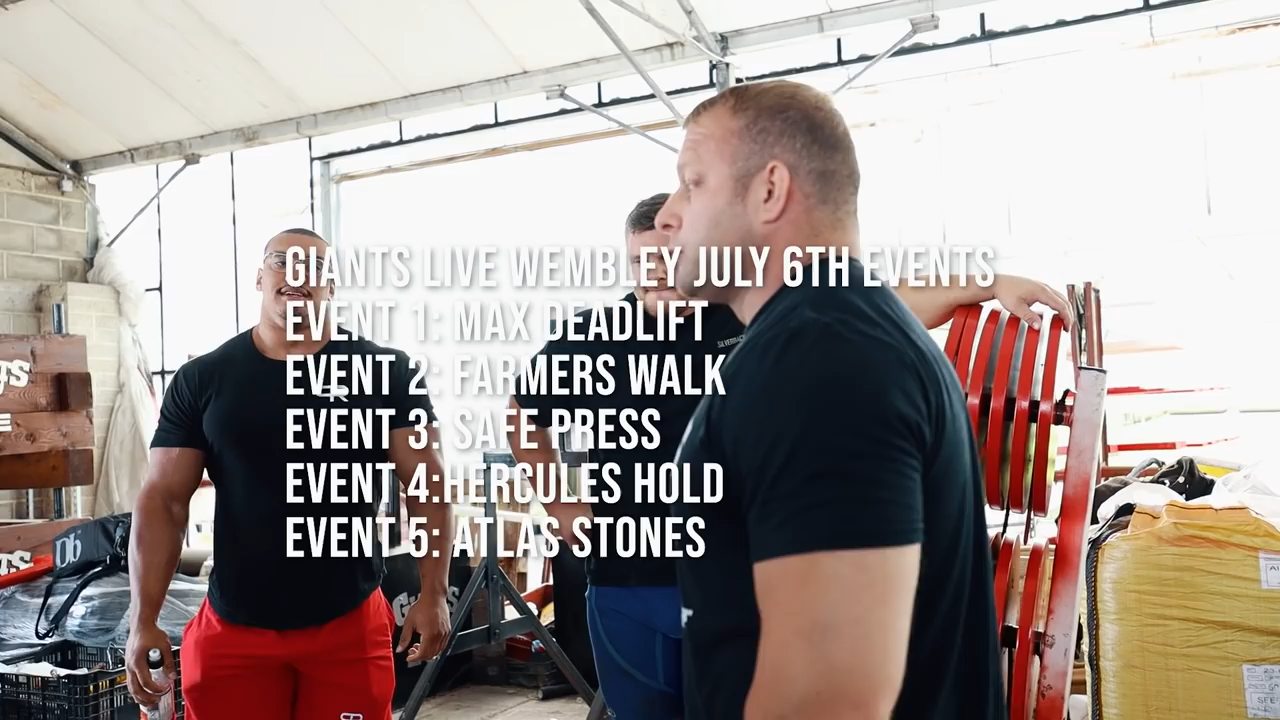 GIANTS LIVE WEMBLEY JULY 6TH EVENTS
EVENT 1: MAX DEADLIFT
EVENT 2: FARMERS WALK
EVENT 3: SAFE PRESS
EVENT 4:HERCULES HOLD
EVENT 5: ATLAS STONES